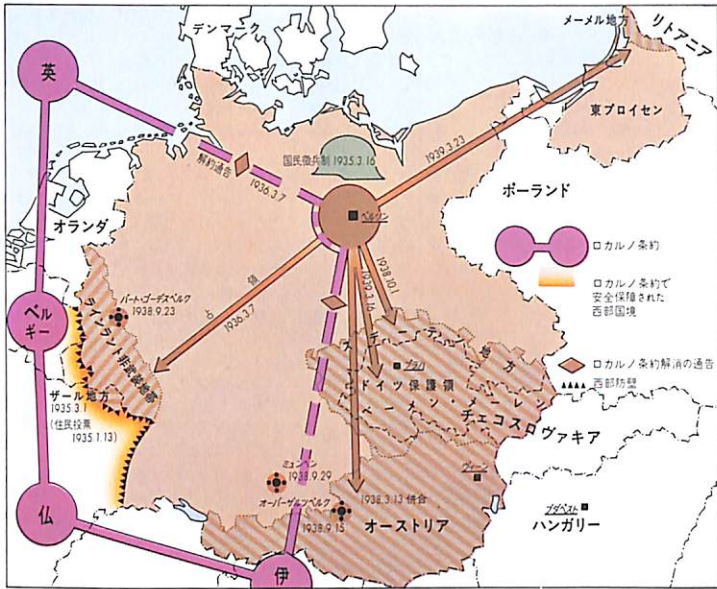 デンマーク
メーメル地方
リトアニア
英
東プロイセン
国民徴兵制 1935.3.16
1939.3.23
解約通告
1936.3.7
オランダ
ポーランド
ベルリン
ロカルノ条約
ロカルノ条約で
安全保障された
西部国境
1938.10.1
1939.3.16
占領
1936.3.7
バート・ゴーデスベルク
1938.9.23
ベル
ギー
ラインラント非武装地帯
ズデーテン地方
プラハ
ドイツ保護領
ベーメン・メーレン
チェコスロヴァキア
ロカルノ条約解消の通告
西部防壁
ザール地方
1935.3.1
(住民投票
1935.1.13)
ミュンヘン
1938.9.29
ヴィーン
オーバーザルツベルク
1938.9.15
1938.3.13 併合
オーストリア
ブダペスト
ハンガリー
仏
伊